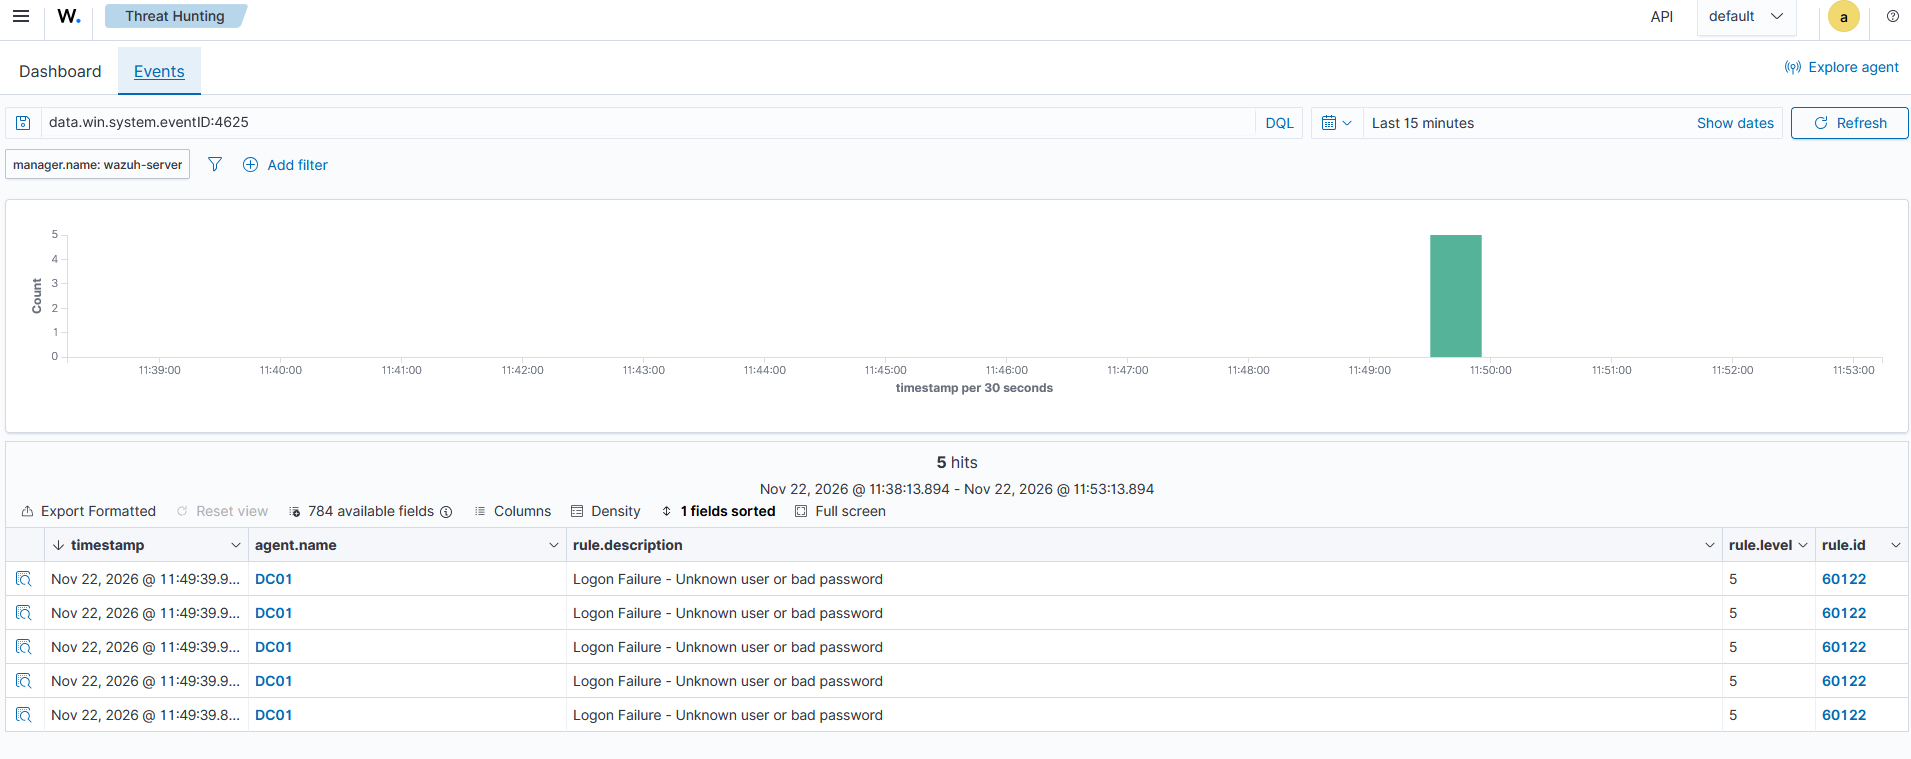 W. Threat Hunting API default a
Dashboard Events Explore agent
data.win.system.eventID:4625 DQL Last 15 minutes Show dates Refresh
manager.name: wazuh-server Add filter
5
4
3
2
1
0
Count
11:39:00 11:40:00 11:41:00 11:42:00 11:43:00 11:44:00 11:45:00 11:46:00 11:47:00 11:48:00 11:49:00 11:50:00 11:51:00 11:52:00 11:53:00
timestamp per 30 seconds
5 hits
Nov 22, 2026 @ 11:38:13.894 - Nov 22, 2026 @ 11:53:13.894
Export Formatted Reset view 784 available fields Columns Density 1 fields sorted Full screen
timestamp agent.name rule.description rule.level rule.id
Nov 22, 2026 @ 11:49:39.9... DC01 Logon Failure - Unknown user or bad password 5 60122
Nov 22, 2026 @ 11:49:39.9... DC01 Logon Failure - Unknown user or bad password 5 60122
Nov 22, 2026 @ 11:49:39.9... DC01 Logon Failure - Unknown user or bad password 5 60122
Nov 22, 2026 @ 11:49:39.9... DC01 Logon Failure - Unknown user or bad password 5 60122
Nov 22, 2026 @ 11:49:39.8... DC01 Logon Failure - Unknown user or bad password 5 60122